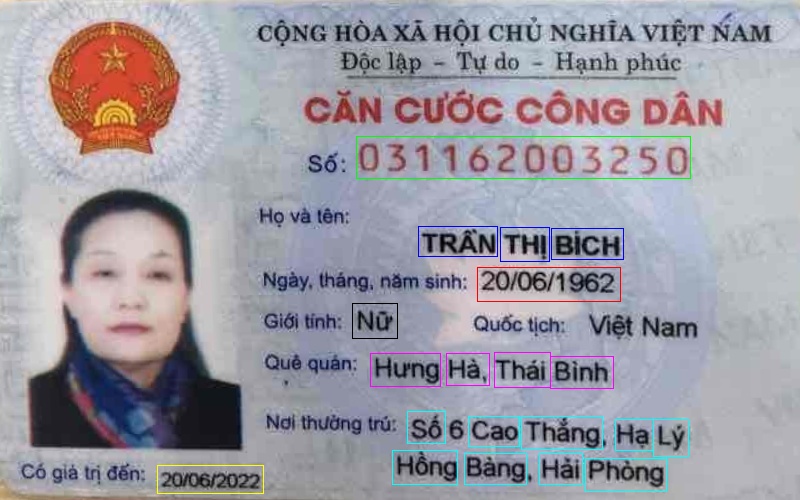 CỘNG HÒA XÃ HỘI CHỦ NGHĨA VIỆT NAM
Độc lập - Tự do - Hạnh phúc
CĂN CƯỚC CÔNG DÂN
Số: 031162003250
Họ và tên:
TRẦN THỊ BÍCH
Ngày, tháng, năm sinh: 20/06/1962
Giới tính: Nữ Quốc tịch: Việt Nam
Quê quán: Hưng Hà, Thái Bình
Nơi thường trú: Số 6 Cao Thắng, Hạ Lý
Hồng Bàng, Hải Phòng
Có giá trị đến: 20/06/2022